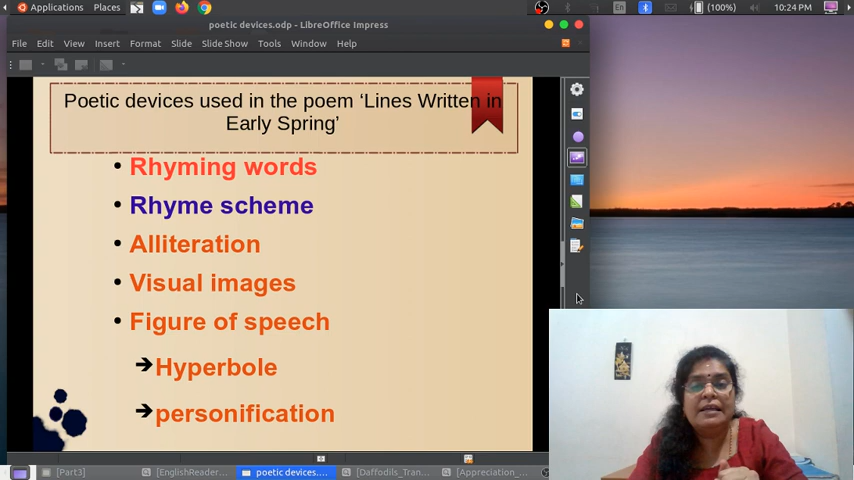 Applications Places
En
(100%)
10:24 PM
poetic devices.odp - LibreOffice Impress
File Edit View Insert Format Slide Slide Show Tools Window Help
Poetic devices used in the poem ‘Lines Written in
Early Spring’
• Rhyming words
• Rhyme scheme
• Alliteration
• Visual images
• Figure of speech
➔Hyperbole
➔personification
[Part3] [EnglishReader... poetic devices.... [Daffodils_Tran... [Appreciation_...